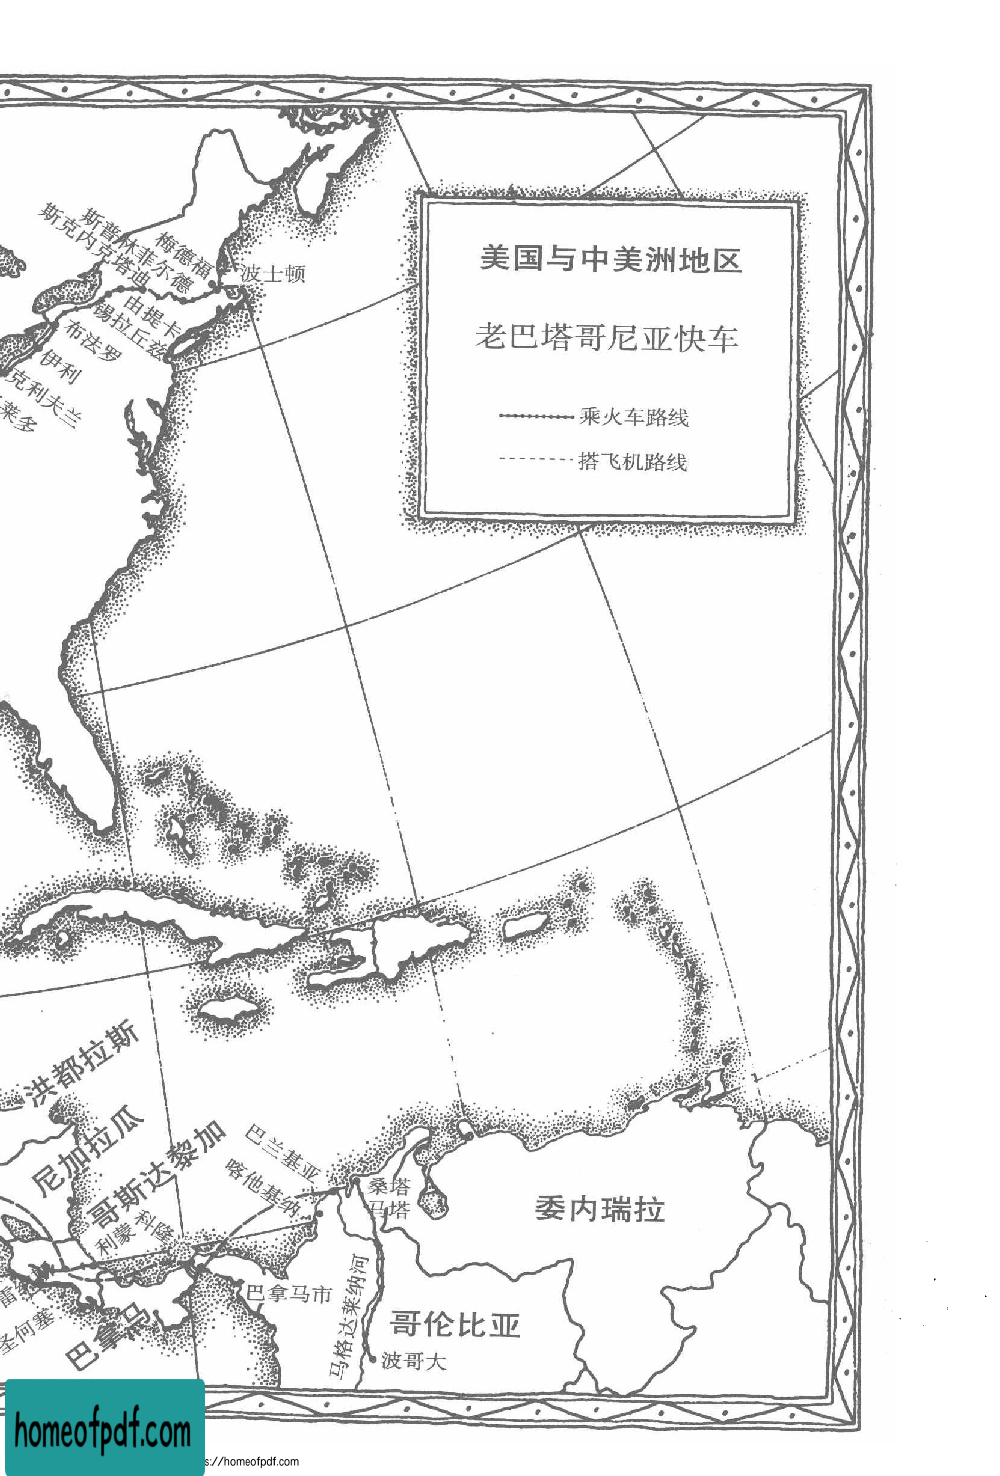 美国与中美洲地区
老巴塔哥尼亚快车
乘火车路线
搭飞机路线
梅德福
斯普林菲尔德
斯克内克塔迪
波士顿
由提卡
锡拉丘兹
布法罗
伊利
克利夫兰
莱多
洪都拉斯
尼加拉瓜
哥斯达黎加
巴兰基亚
喀他基纳
桑塔
马塔
科隆
利蒙
委内瑞拉
巴拿马市
马格达莱纳河
哥伦比亚
波哥大
雷
圣何塞
巴拿马
homeofpdf.com
s://homeofpdf.com